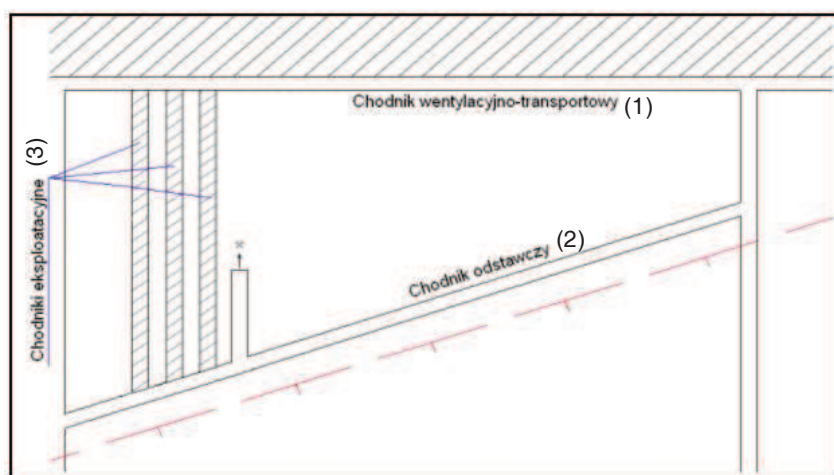 Chodnik wentylacyjno-transportowy (1)
Chodniki eksploatacyjne (3)
x
Chodnik odstawczy (2)